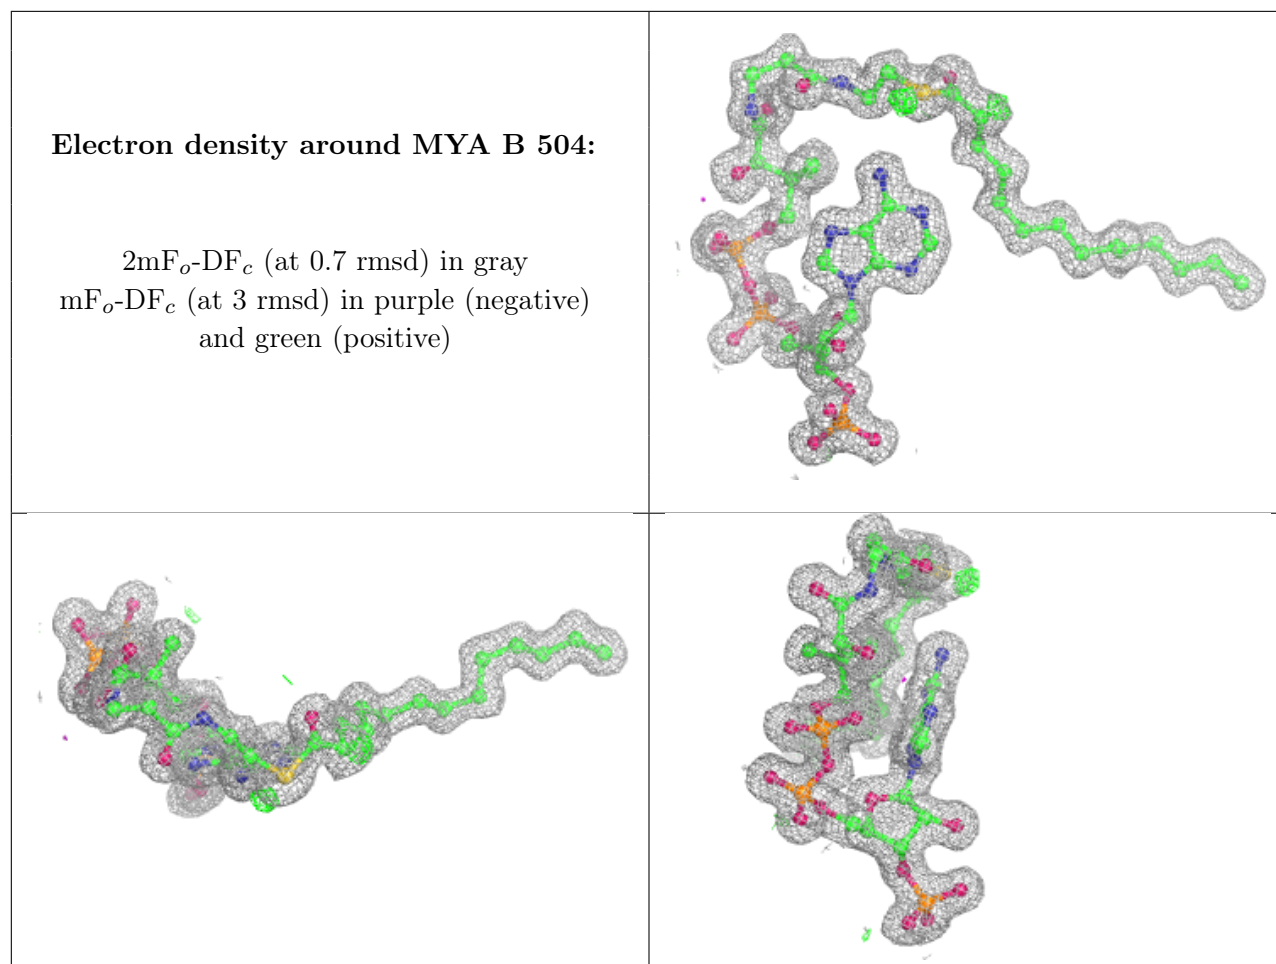 Electron density around MYA B 504:
2mFo-DFc (at 0.7 rmsd) in gray
mFo-DFc (at 3 rmsd) in purple (negative)
and green (positive)